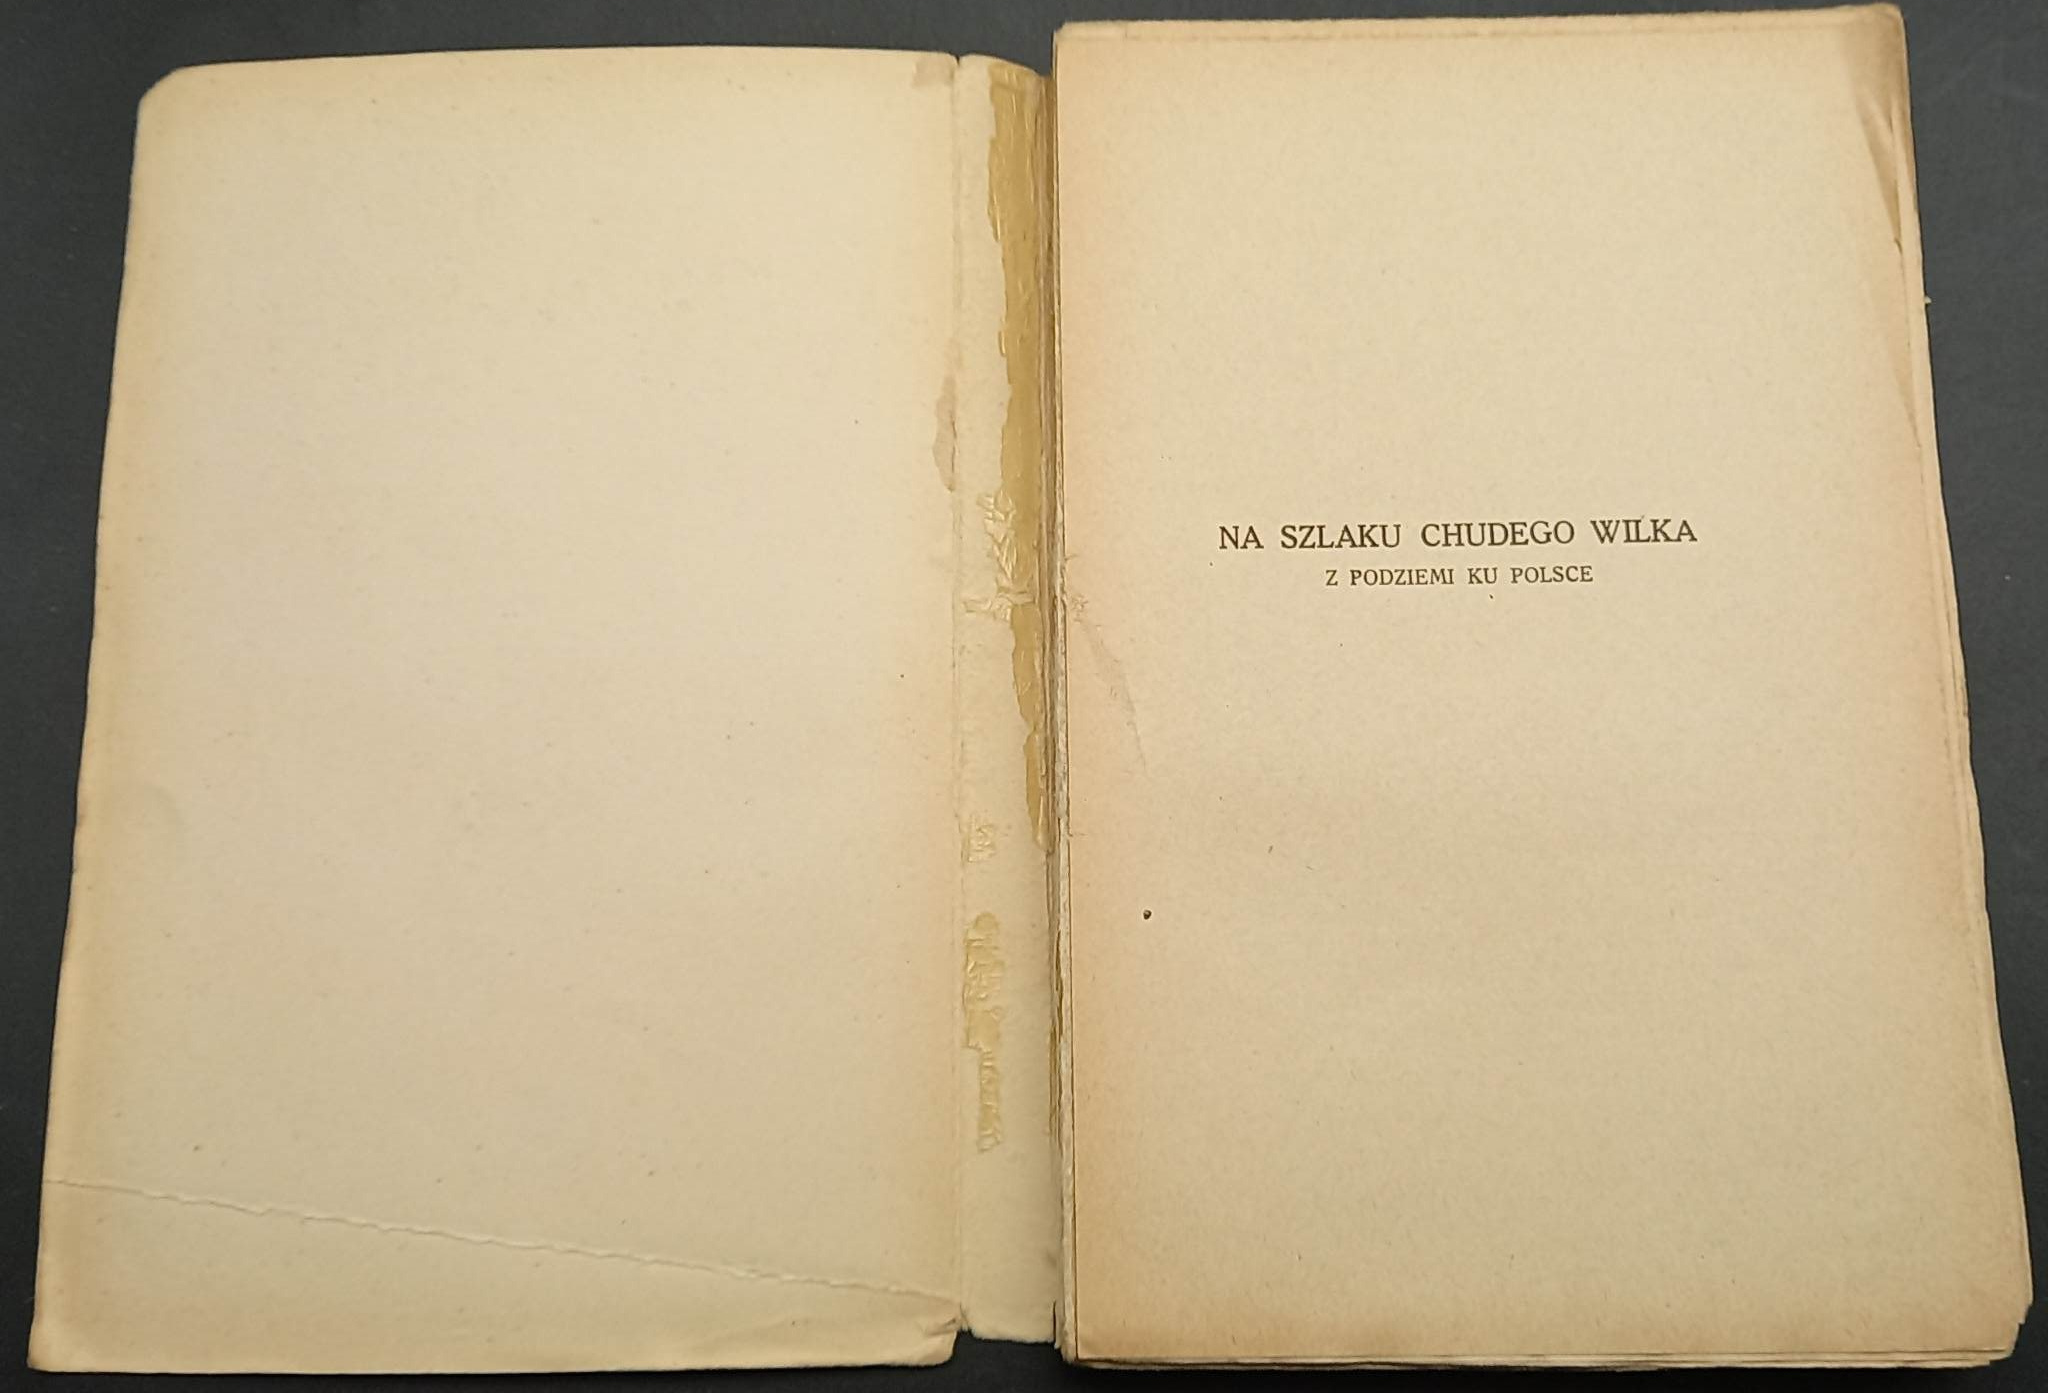 NA SZLAKU CHUDEGO WILKA
Z PODZIEMI KU POLSCE